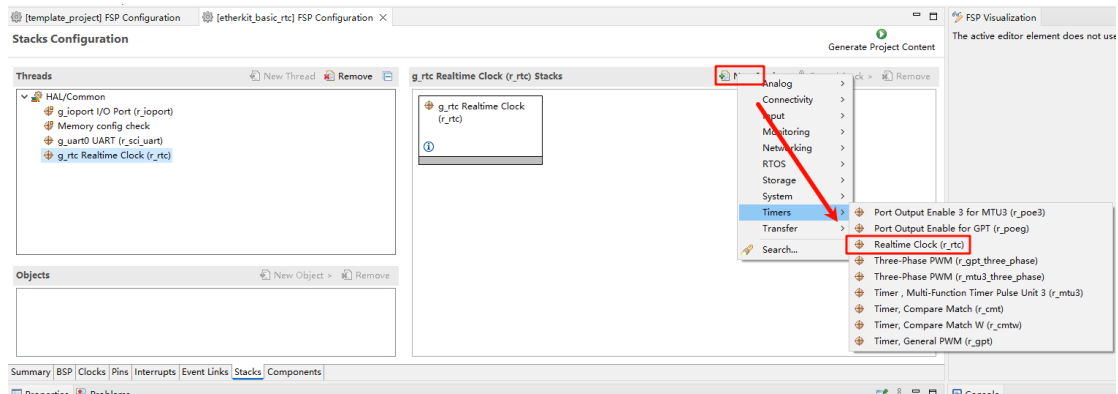 [template_project] FSP Configuration
[etherkit_basic_rtc] FSP Configuration
FSP Visualization
Stacks Configuration
Generate Project Content
The active editor element does not use
Threads
New Thread
Remove
g_rtc Realtime Clock (r_rtc) Stacks
Remove
HAL/Common
g_ioport I/O Port (r_ioport)
Memory config check
g_uart0 UART (r_sci_uart)
g_rtc Realtime Clock (r_rtc)
g_rtc Realtime Clock
(r_rtc)
Analog
Connectivity
Input
Monitoring
Networking
RTOS
Storage
System
Timers
Transfer
Search...
Port Output Enable 3 for MTU3 (r_poe3)
Port Output Enable for GPT (r_poeg)
Realtime Clock (r_rtc)
Three-Phase PWM (r_gpt_three_phase)
Three-Phase PWM (r_mtu3_three_phase)
Timer , Multi-Function Timer Pulse Unit 3 (r_mtu3)
Timer, Compare Match (r_cmt)
Timer, Compare Match W (r_cmtw)
Timer, General PWM (r_gpt)
Objects
New Object >
Remove
Summary BSP Clocks Pins Interrupts Event Links Stacks Components
Properties Problems
Console